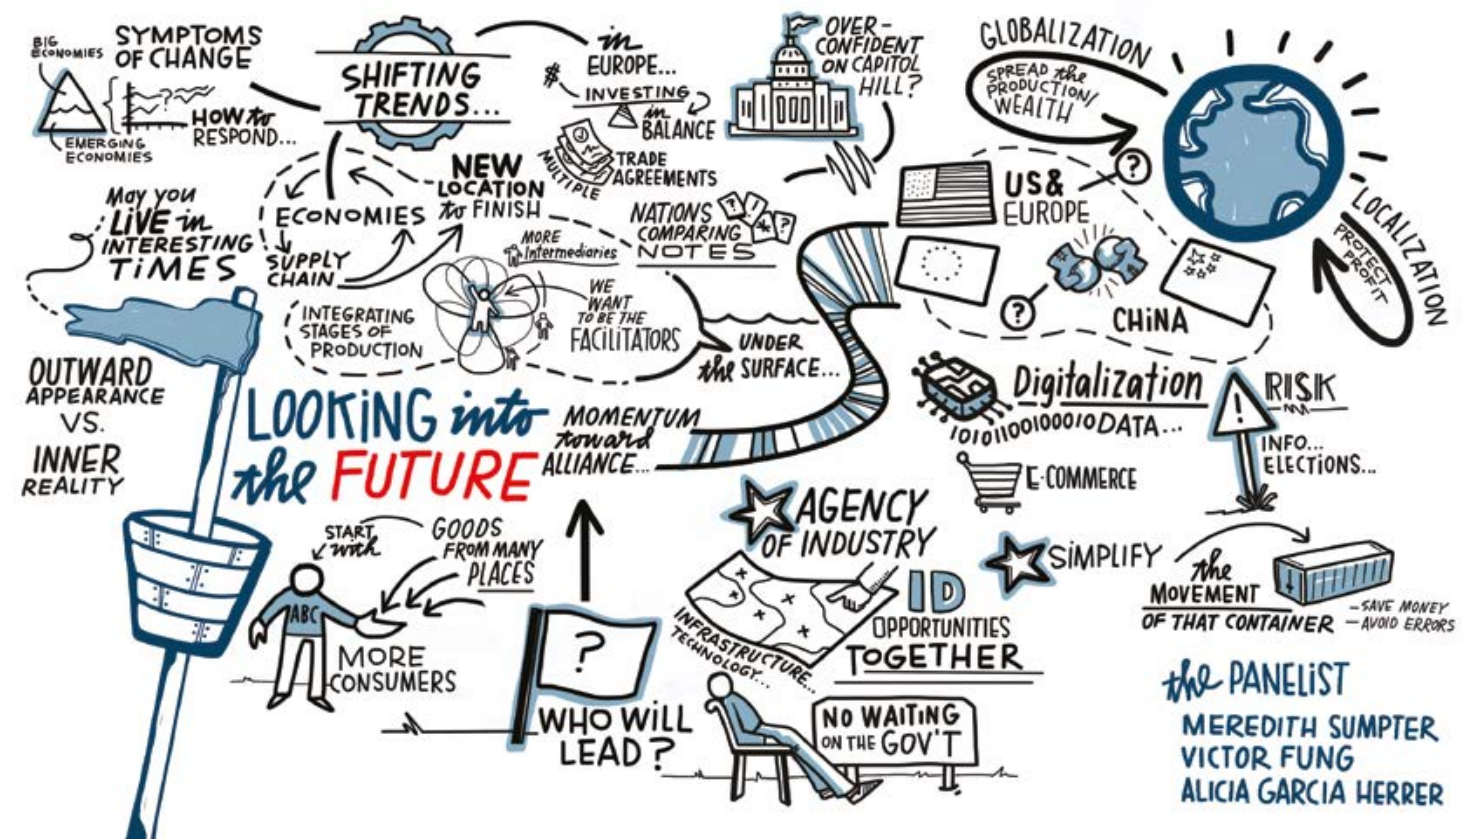 BIG
ECONOMIES
SYMPTOMS
OF CHANGE
?
HOW to
RESPOND...
EMERGING
ECONOMIES
SHIFTING
TRENDS...
in
EUROPE...
$
INVESTING
in
BALANCE
MULTIPLE
TRADE
AGREEMENTS
OVER-
CONFIDENT
ON CAPITOL
HILL?
GLOBALIZATION
SPREAD the
PRODUCTION/
WEALTH
LOCALIZATION
PROTECT
PROFIT
May you
LIVE in
INTERESTING
TiMES
NEW
LOCATION
to FINISH
ECONOMIES
SUPPLY
CHAIN
INTEGRATING
STAGES OF
PRODUCTION
MORE
Intermediaries
WE
WANT
TO BE THE
FACILITATORS
NATIONS
COMPARING
NOTES
? ! * ?
UNDER
the SURFACE...
?
US &
EUROPE
?
CHiNA
OUTWARD
APPEARANCE
VS.
INNER
REALITY
LOOKING into
the FUTURE
MOMENTUM
toward
ALLIANCE...
Digitalization
10101100100010 DATA...
E-COMMERCE
!
RISK
INFO...
ELECTIONS...
START
with
GOODS
FROM MANY
PLACES
ABC
MORE
CONSUMERS
?
WHO WiLL
LEAD?
AGENCY
OF INDUSTRY
INFRASTRUCTURE...
TECHNOLOGY...
ID
OPPORTUNITIES
TOGETHER
NO WAITING
ON THE GOV'T
SiMPLIFY
the
MOVEMENT
OF THAT CONTAINER
- SAVE MONEY
- AVOID ERRORS
the PANELiST
MEREDITH SUMPTER
VICTOR FUNG
ALICIA GARCIA HERRER